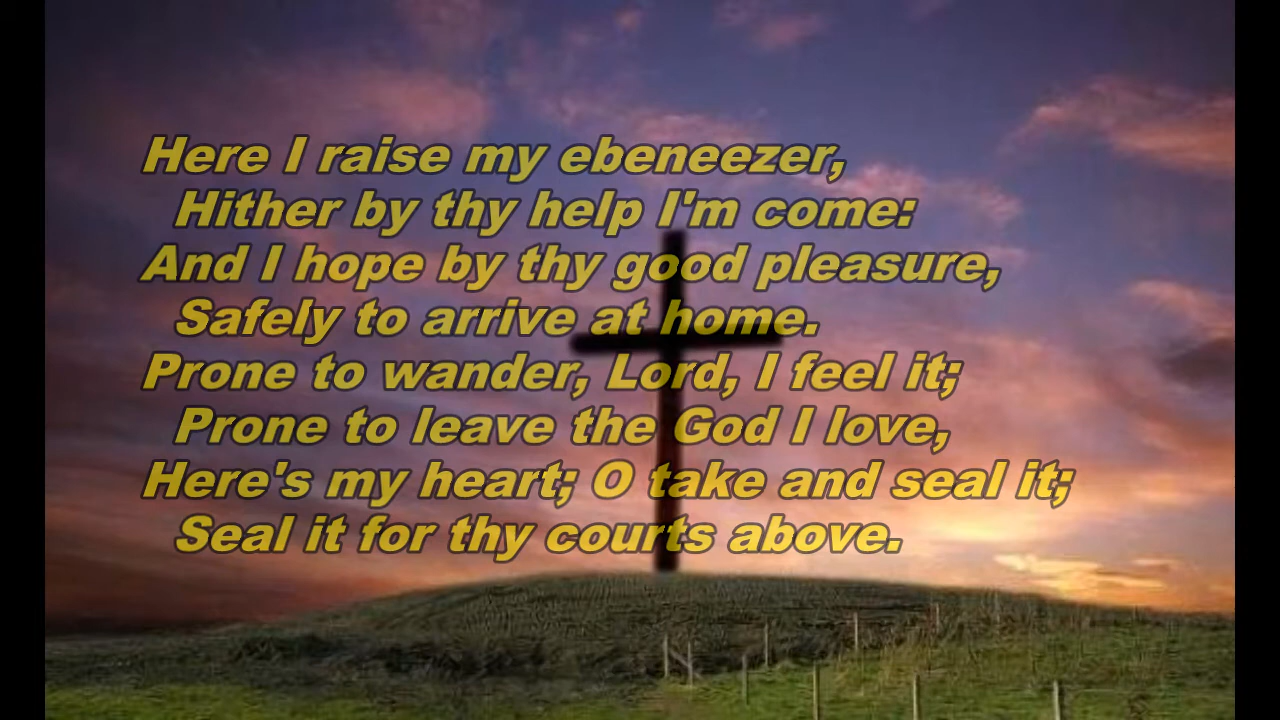 Here I raise my ebeneezer,
Hither by thy help I'm come:
And I hope by thy good pleasure,
Safely to arrive at home.
Prone to wander, Lord, I feel it;
Prone to leave the God I love,
Here's my heart; O take and seal it;
Seal it for thy courts above.